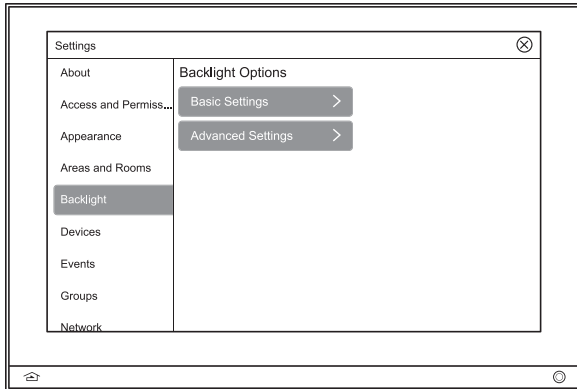 Settings
About
Backlight Options
Access and Permiss...
Basic Settings
Appearance
Advanced Settings
Areas and Rooms
Backlight
Devices
Events
Groups
Network